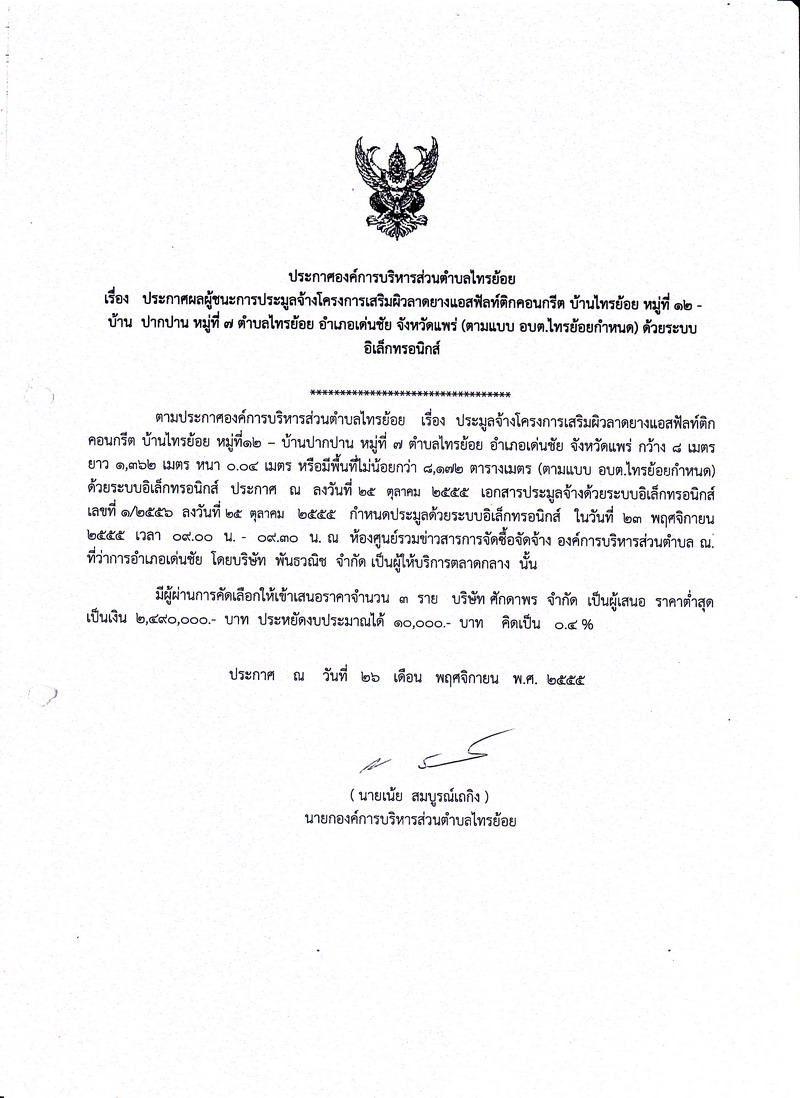 ประกาศองค์การบริหารส่วนตำบลไทรย้อย
เรื่อง ประกาศผลผู้ชนะการประมูลจ้างโครงการเสริมผิวลาดยางแอสฟัลท์ติกคอนกรีต บ้านไทรย้อย หมู่ที่ ๑๒ -
บ้าน ปากปาน หมู่ที่ ๗ ตำบลไทรย้อย อำเภอเด่นชัย จังหวัดแพร่ (ตามแบบ อบต.ไทรย้อยกำหนด) ด้วยระบบ
อิเล็กทรอนิกส์
**********************************
ตามประกาศองค์การบริหารส่วนตำบลไทรย้อย เรื่อง ประมูลจ้างโครงการเสริมผิวลาดยางแอสฟัลท์ติก
คอนกรีต บ้านไทรย้อย หมู่ที่๑๒ – บ้านปากปาน หมู่ที่ ๗ ตำบลไทรย้อย อำเภอเด่นชัย จังหวัดแพร่ กว้าง ๘ เมตร
ยาว ๑,๓๖๒ เมตร หนา ๐.๐๔ เมตร หรือมีพื้นที่ไม่น้อยกว่า ๘,๑๗๒ ตารางเมตร (ตามแบบ อบต.ไทรย้อยกำหนด)
ด้วยระบบอิเล็กทรอนิกส์ ประกาศ ณ ลงวันที่ ๒๕ ตุลาคม ๒๕๕๕ เอกสารประมูลจ้างด้วยระบบอิเล็กทรอนิกส์
เลขที่ ๑/๒๕๕๖ ลงวันที่ ๒๕ ตุลาคม ๒๕๕๕ กำหนดประมูลด้วยระบบอิเล็กทรอนิกส์ ในวันที่ ๒๓ พฤศจิกายน
๒๕๕๕ เวลา ๐๙.๐๐ น. - ๐๙.๓๐ น. ณ ห้องศูนย์รวมข่าวสารการจัดซื้อจัดจ้าง องค์การบริหารส่วนตำบล ณ.
ที่ว่าการอำเภอเด่นชัย โดยบริษัท พันธวณิช จำกัด เป็นผู้ให้บริการตลาดกลาง นั้น
มีผู้ผ่านการคัดเลือกให้เข้าเสนอราคาจำนวน ๓ ราย บริษัท ศักดาพร จำกัด เป็นผู้เสนอ ราคาต่ำสุด
เป็นเงิน ๒,๔๙๐,๐๐๐.- บาท ประหยัดงบประมาณได้ ๑๐,๐๐๐.- บาท คิดเป็น ๐.๔ %
ประกาศ ณ วันที่ ๒๖ เดือน พฤศจิกายน พ.ศ. ๒๕๕๕
( นายเน้ย สมบูรณ์เถกิง )
นายกองค์การบริหารส่วนตำบลไทรย้อย